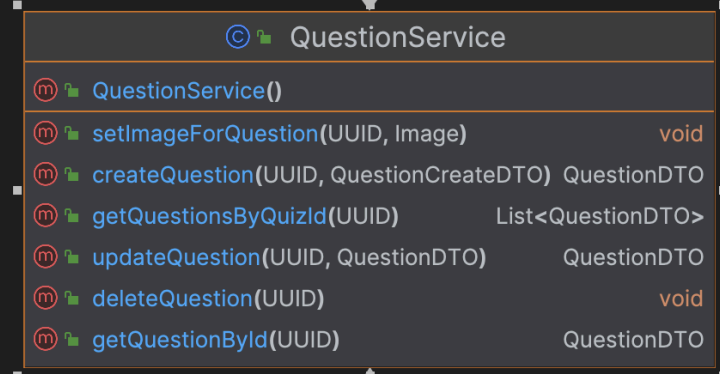 C QuestionService
m QuestionService()
m setImageForQuestion(UUID, Image) void
m createQuestion(UUID, QuestionCreateDTO) QuestionDTO
m getQuestionsByQuizId(UUID) List<QuestionDTO>
m updateQuestion(UUID, QuestionDTO) QuestionDTO
m deleteQuestion(UUID) void
m getQuestionById(UUID) QuestionDTO